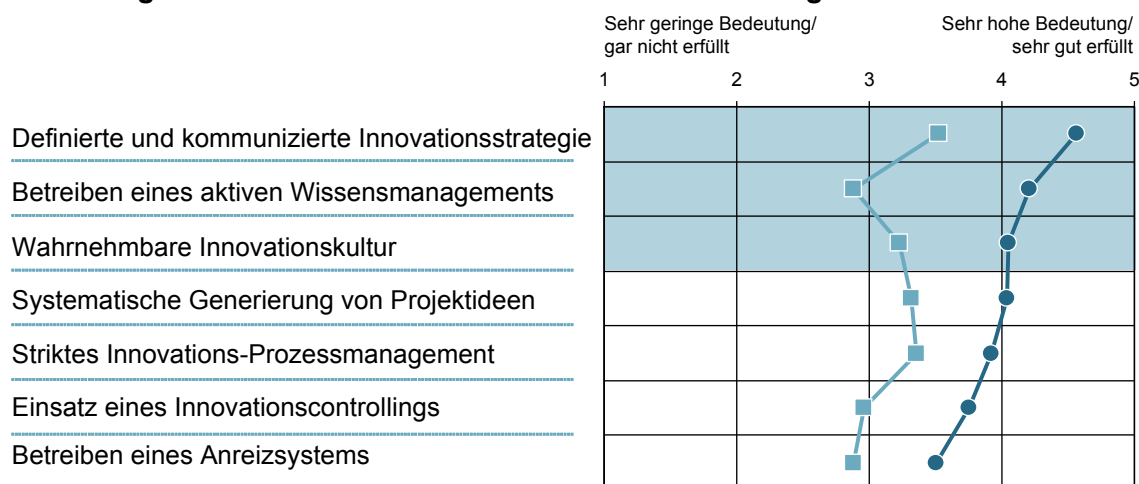 Sehr geringe Bedeutung/
gar nicht erfüllt
Sehr hohe Bedeutung/
sehr gut erfüllt
1 2 3 4 5
Definierte und kommunizierte Innovationsstrategie
Betreiben eines aktiven Wissensmanagements
Wahrnehmbare Innovationskultur
Systematische Generierung von Projektideen
Striktes Innovations-Prozessmanagement
Einsatz eines Innovationscontrollings
Betreiben eines Anreizsystems